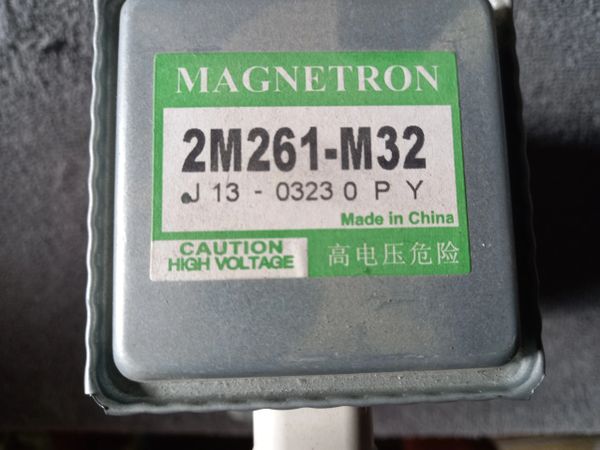 MAGNETRON
2M261-M32
J 13 - 0323 0 P Y
Made in China
CAUTION
HIGH VOLTAGE
高电压危险